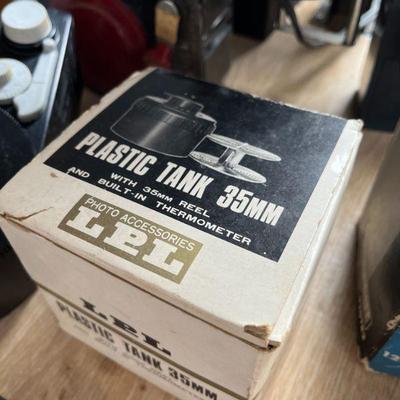 PLASTIC TANK 35MM
WITH 35MM REEL
AND BUILT-IN THERMOMETER
PHOTO ACCESSORIES
LPL
LPL
PLASTIC TANK 35MM